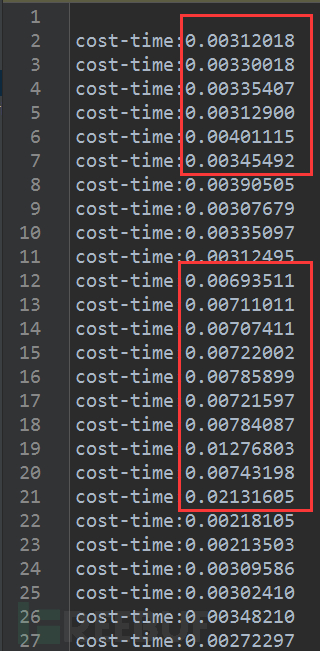 1
2 cost-time:0.00312018
3 cost-time:0.00330018
4 cost-time:0.00335407
5 cost-time:0.00312900
6 cost-time:0.00401115
7 cost-time:0.00345492
8 cost-time:0.00390505
9 cost-time:0.00307679
10 cost-time:0.00335097
11 cost-time:0.00312495
12 cost-time 0.00693511
13 cost-time 0.00711011
14 cost-time 0.00707411
15 cost-time 0.00722002
16 cost-time 0.00785899
17 cost-time 0.00721597
18 cost-time 0.00784087
19 cost-time 0.01276803
20 cost-time 0.00743198
21 cost-time 0.02131605
22 cost-time:0.00218105
23 cost-time:0.00213503
24 cost-time:0.00309586
25 cost-time:0.00302410
26 cost-time:0.00348210
27 cost-time:0.00272297